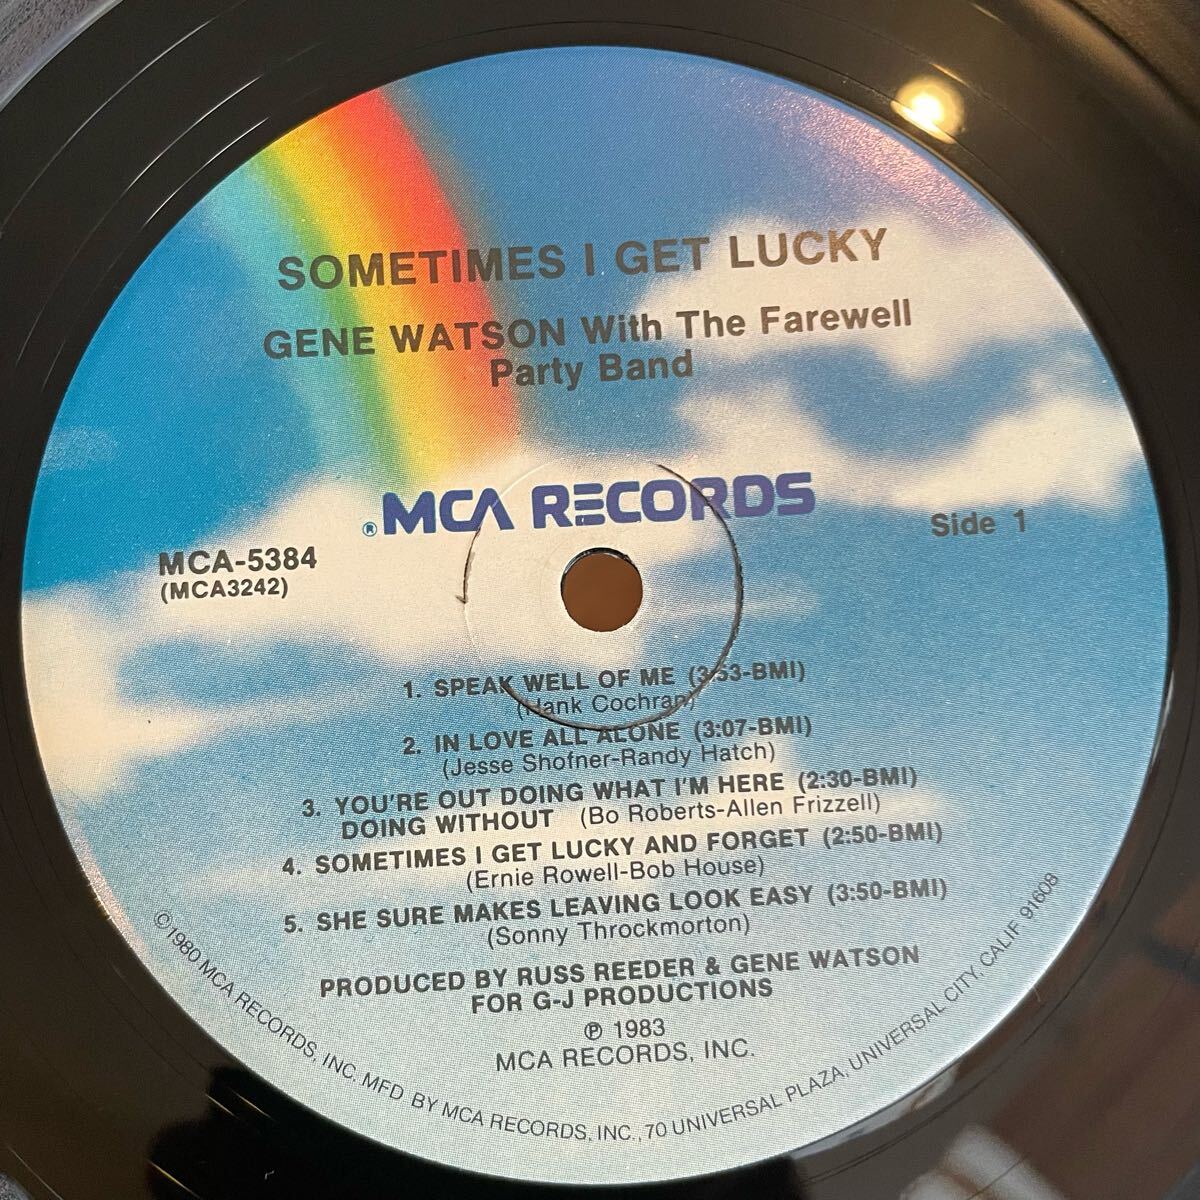 SOMETIMES I GET LUCKY
GENE WATSON With The Farewell
Party Band
® MCA RECORDS
MCA-5384
(MCA3242)
Side 1
1. SPEAK WELL OF ME (3:53-BMI)
(Hank Cochran)
2. IN LOVE ALL ALONE (3:07-BMI)
(Jesse Shofner-Randy Hatch)
3. YOU'RE OUT DOING WHAT I'M HERE (2:30-BMI)
DOING WITHOUT (Bo Roberts-Allen Frizzell)
4. SOMETIMES I GET LUCKY AND FORGET (2:50-BMI)
(Ernie Rowell-Bob House)
5. SHE SURE MAKES LEAVING LOOK EASY (3:50-BMI)
(Sonny Throckmorton)
PRODUCED BY RUSS REEDER & GENE WATSON
FOR G-J PRODUCTIONS
℗ 1983
MCA RECORDS, INC.
©1980 MCA RECORDS, INC. MFD BY MCA RECORDS, INC., 70 UNIVERSAL PLAZA, UNIVERSAL CITY, CALIF 91608